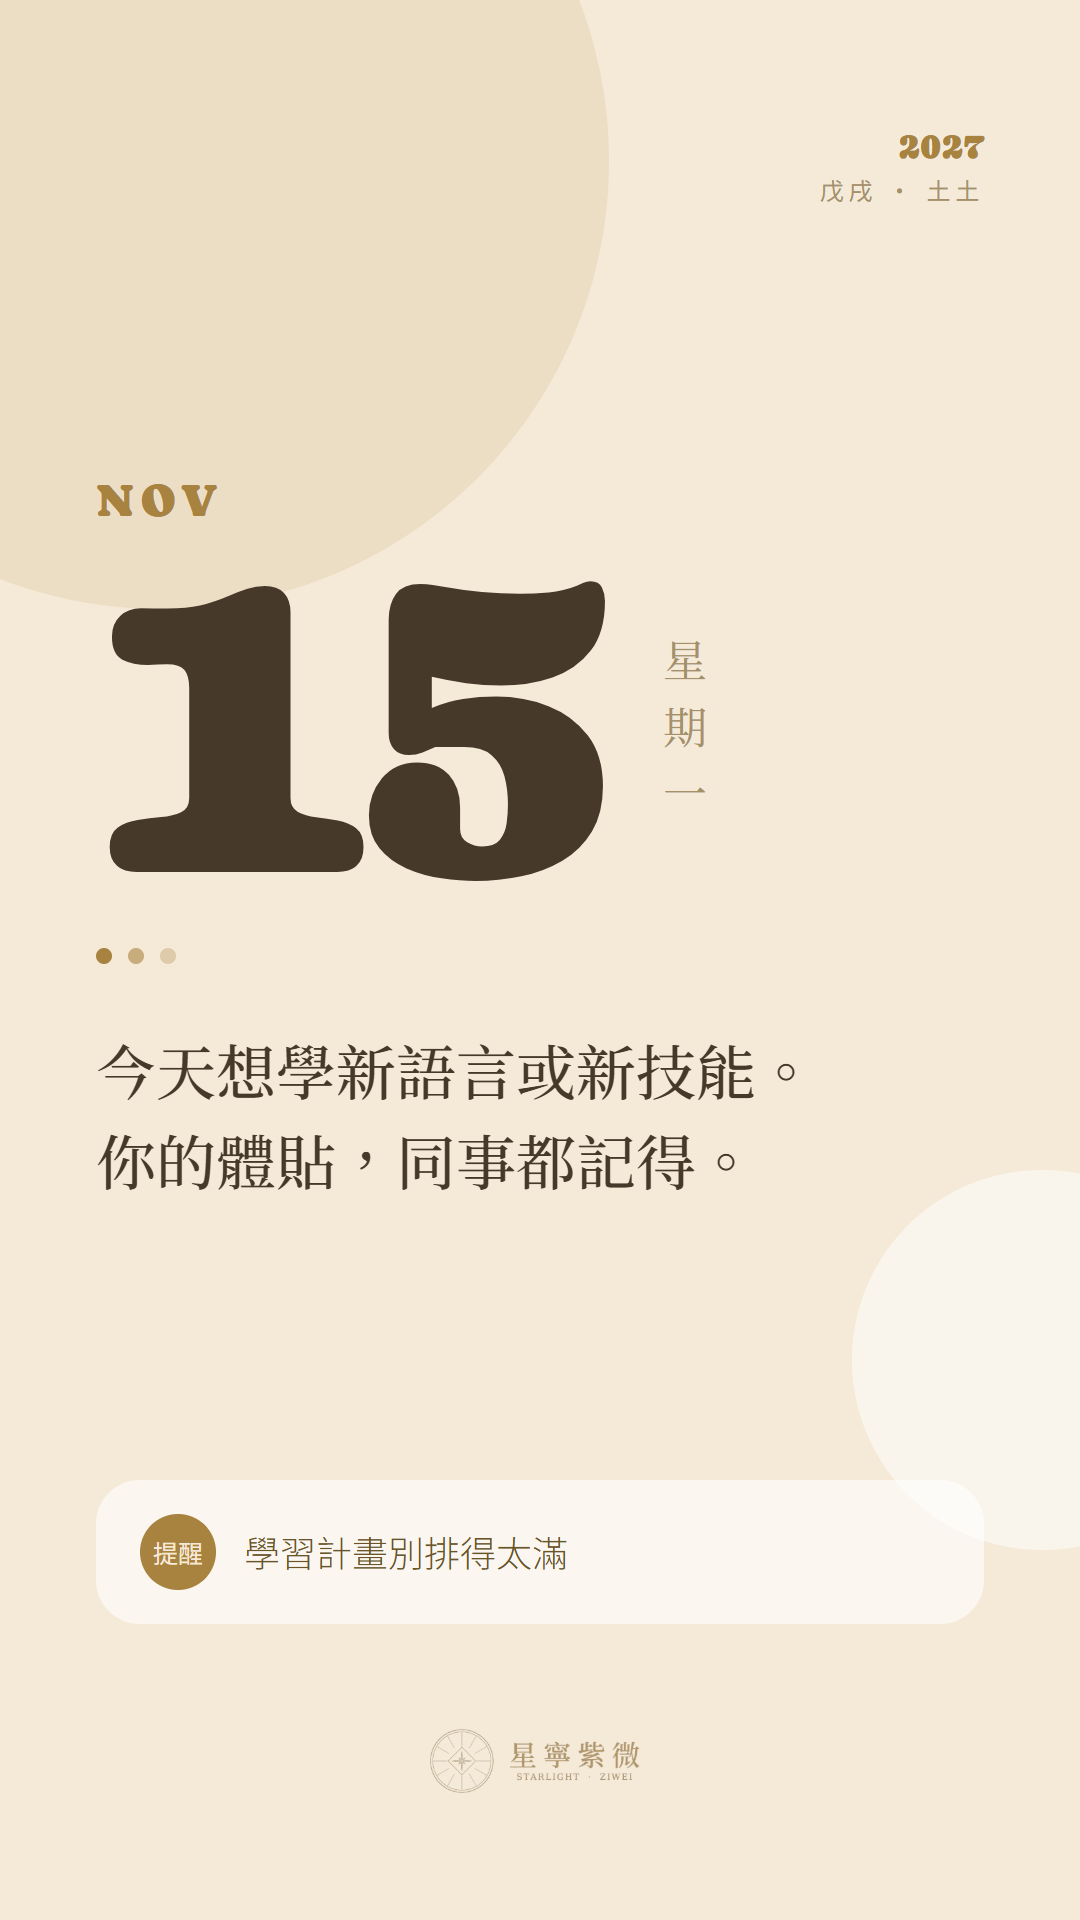 2027
戊戌 · 土土
NOV
15
星期一
今天想學新語言或新技能。
你的體貼，同事都記得。
提醒
學習計畫別排得太滿
星寧紫微
STARLIGHT · ZIWEI